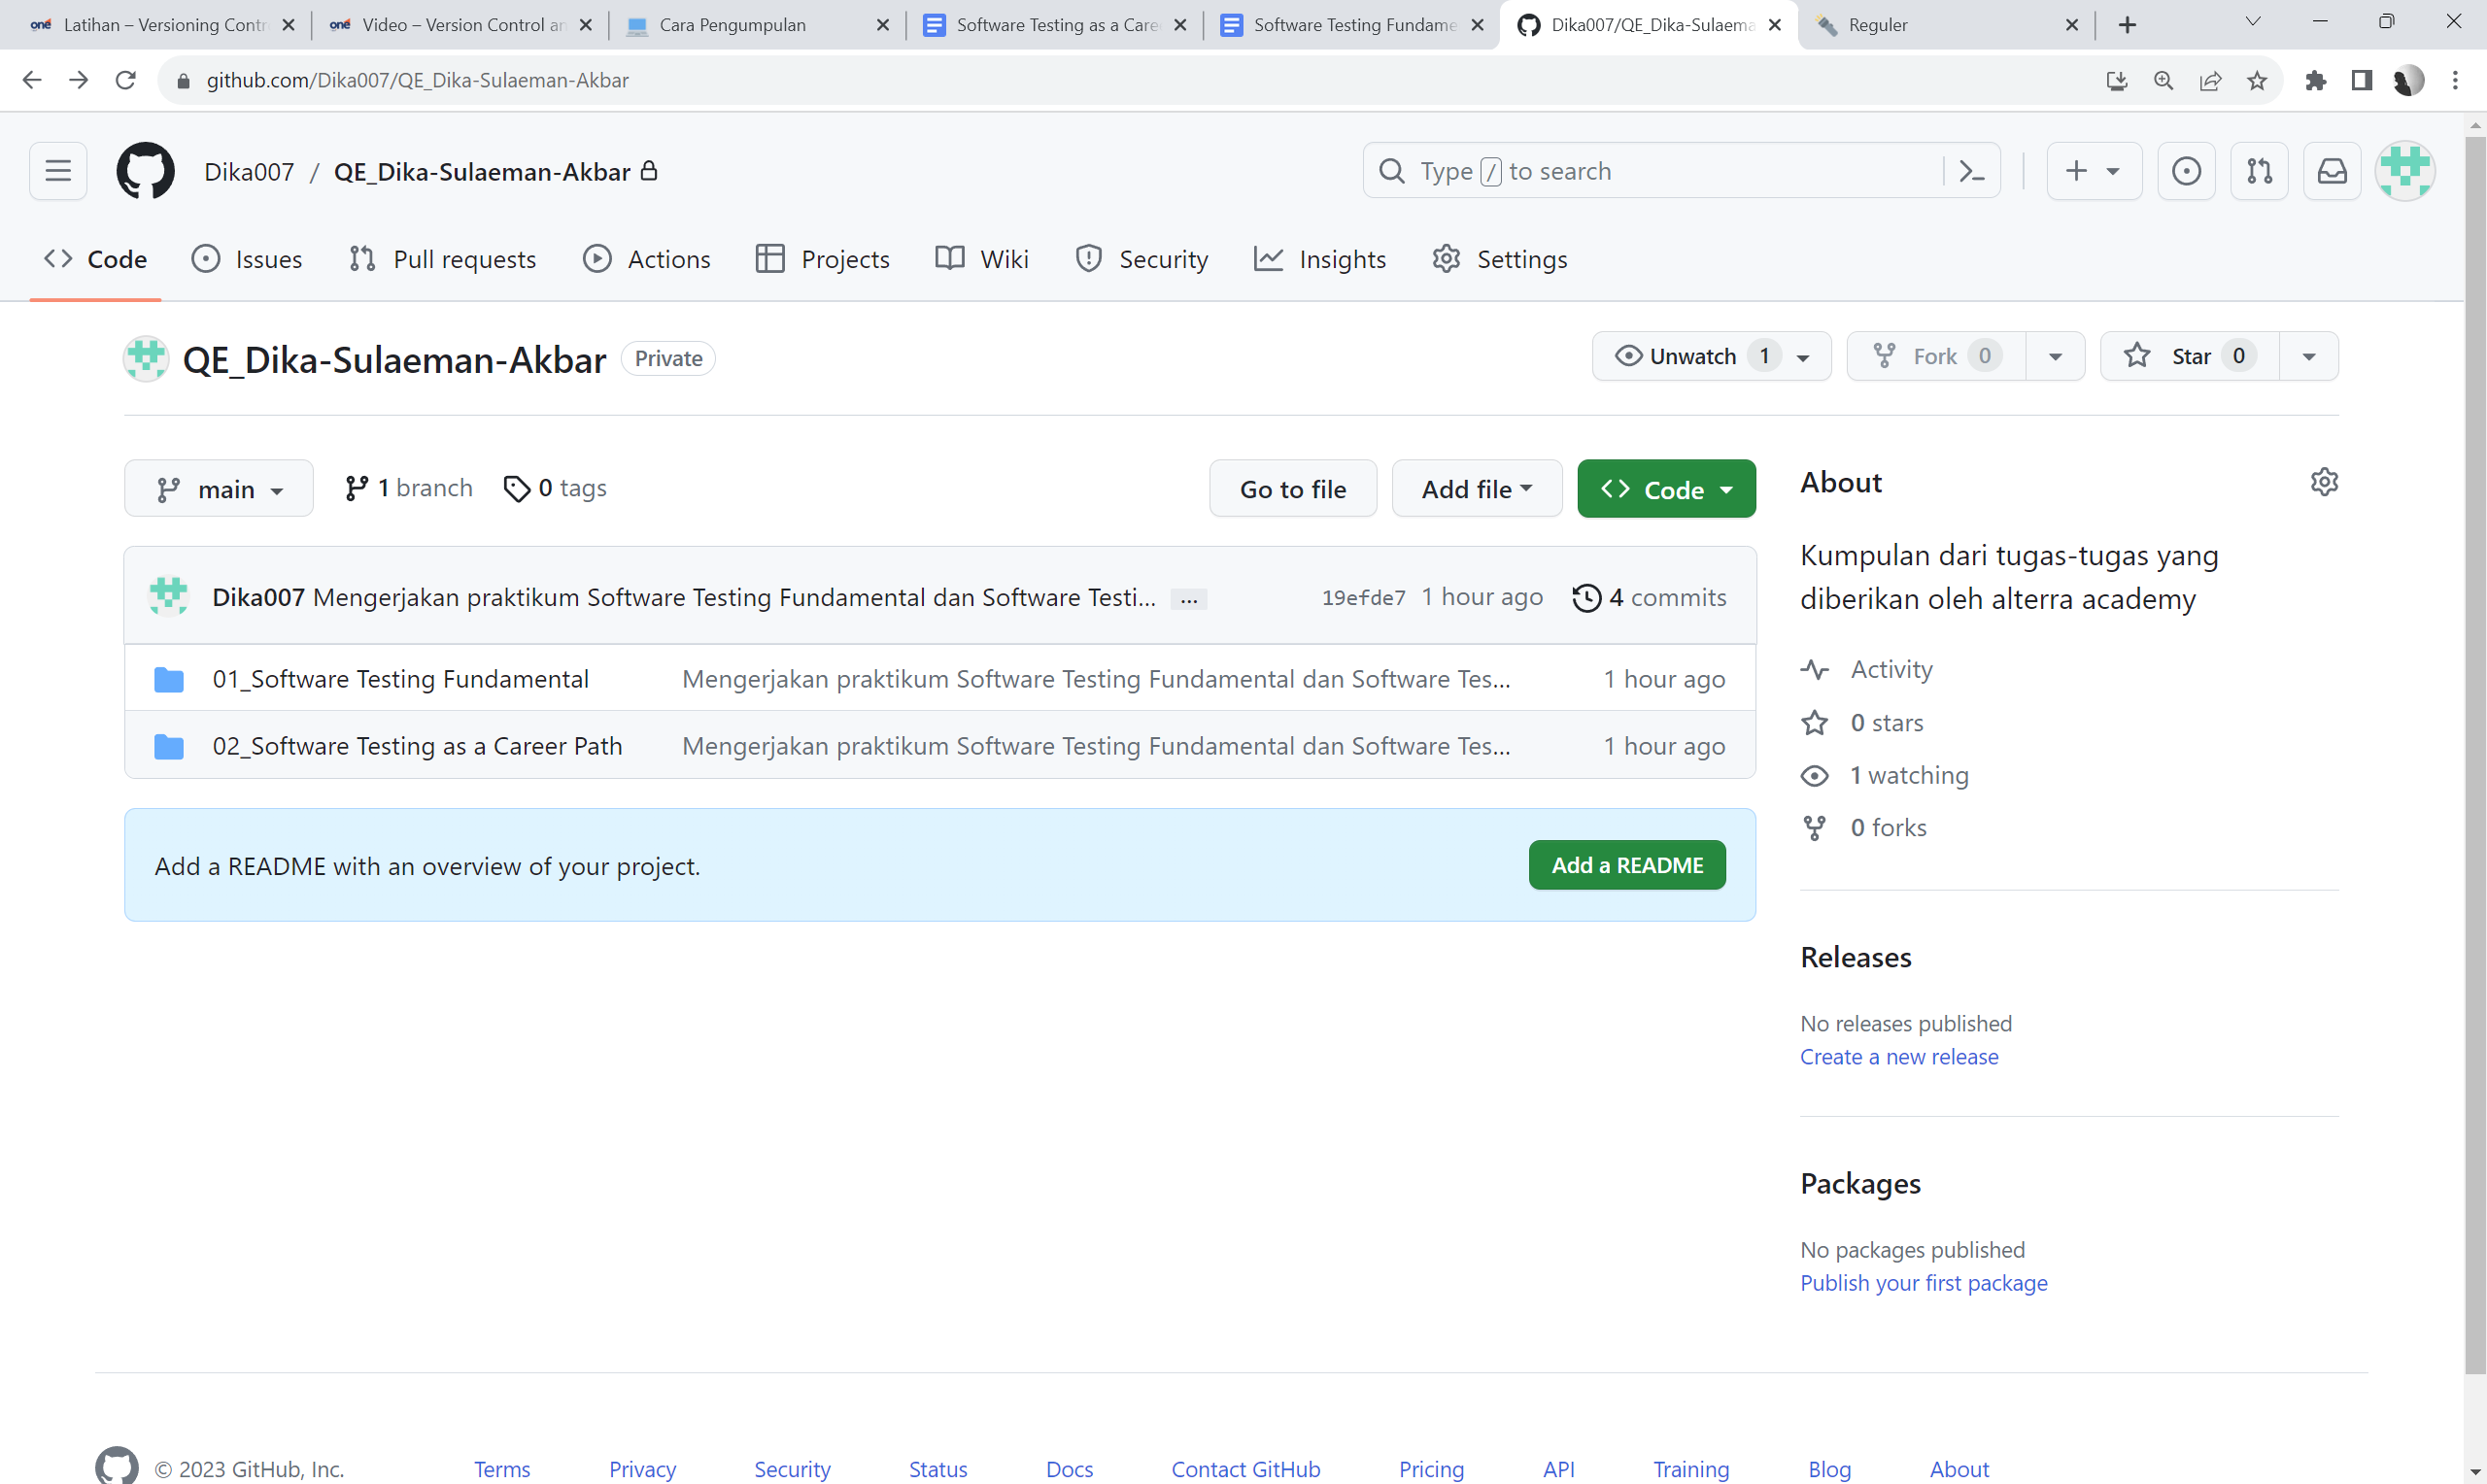 Latihan – Versioning Contr
Video – Version Control an
Cara Pengumpulan
Software Testing as a Care
Software Testing Fundame
Dika007/QE_Dika-Sulaema
Reguler
github.com/Dika007/QE_Dika-Sulaeman-Akbar
Dika007 / QE_Dika-Sulaeman-Akbar
Type / to search
Code
Issues
Pull requests
Actions
Projects
Wiki
Security
Insights
Settings
QE_Dika-Sulaeman-Akbar Private
Unwatch 1
Fork 0
Star 0
main
1 branch
0 tags
Go to file
Add file
Code
Dika007 Mengerjakan praktikum Software Testing Fundamental dan Software Testi... ...
19efde7 1 hour ago
4 commits
01_Software Testing Fundamental Mengerjakan praktikum Software Testing Fundamental dan Software Tes... 1 hour ago
02_Software Testing as a Career Path Mengerjakan praktikum Software Testing Fundamental dan Software Tes... 1 hour ago
Add a README with an overview of your project.
Add a README
About
Kumpulan dari tugas-tugas yang
diberikan oleh alterra academy
Activity
0 stars
1 watching
0 forks
Releases
No releases published
Create a new release
Packages
No packages published
Publish your first package
© 2023 GitHub, Inc.
Terms
Privacy
Security
Status
Docs
Contact GitHub
Pricing
API
Training
Blog
About